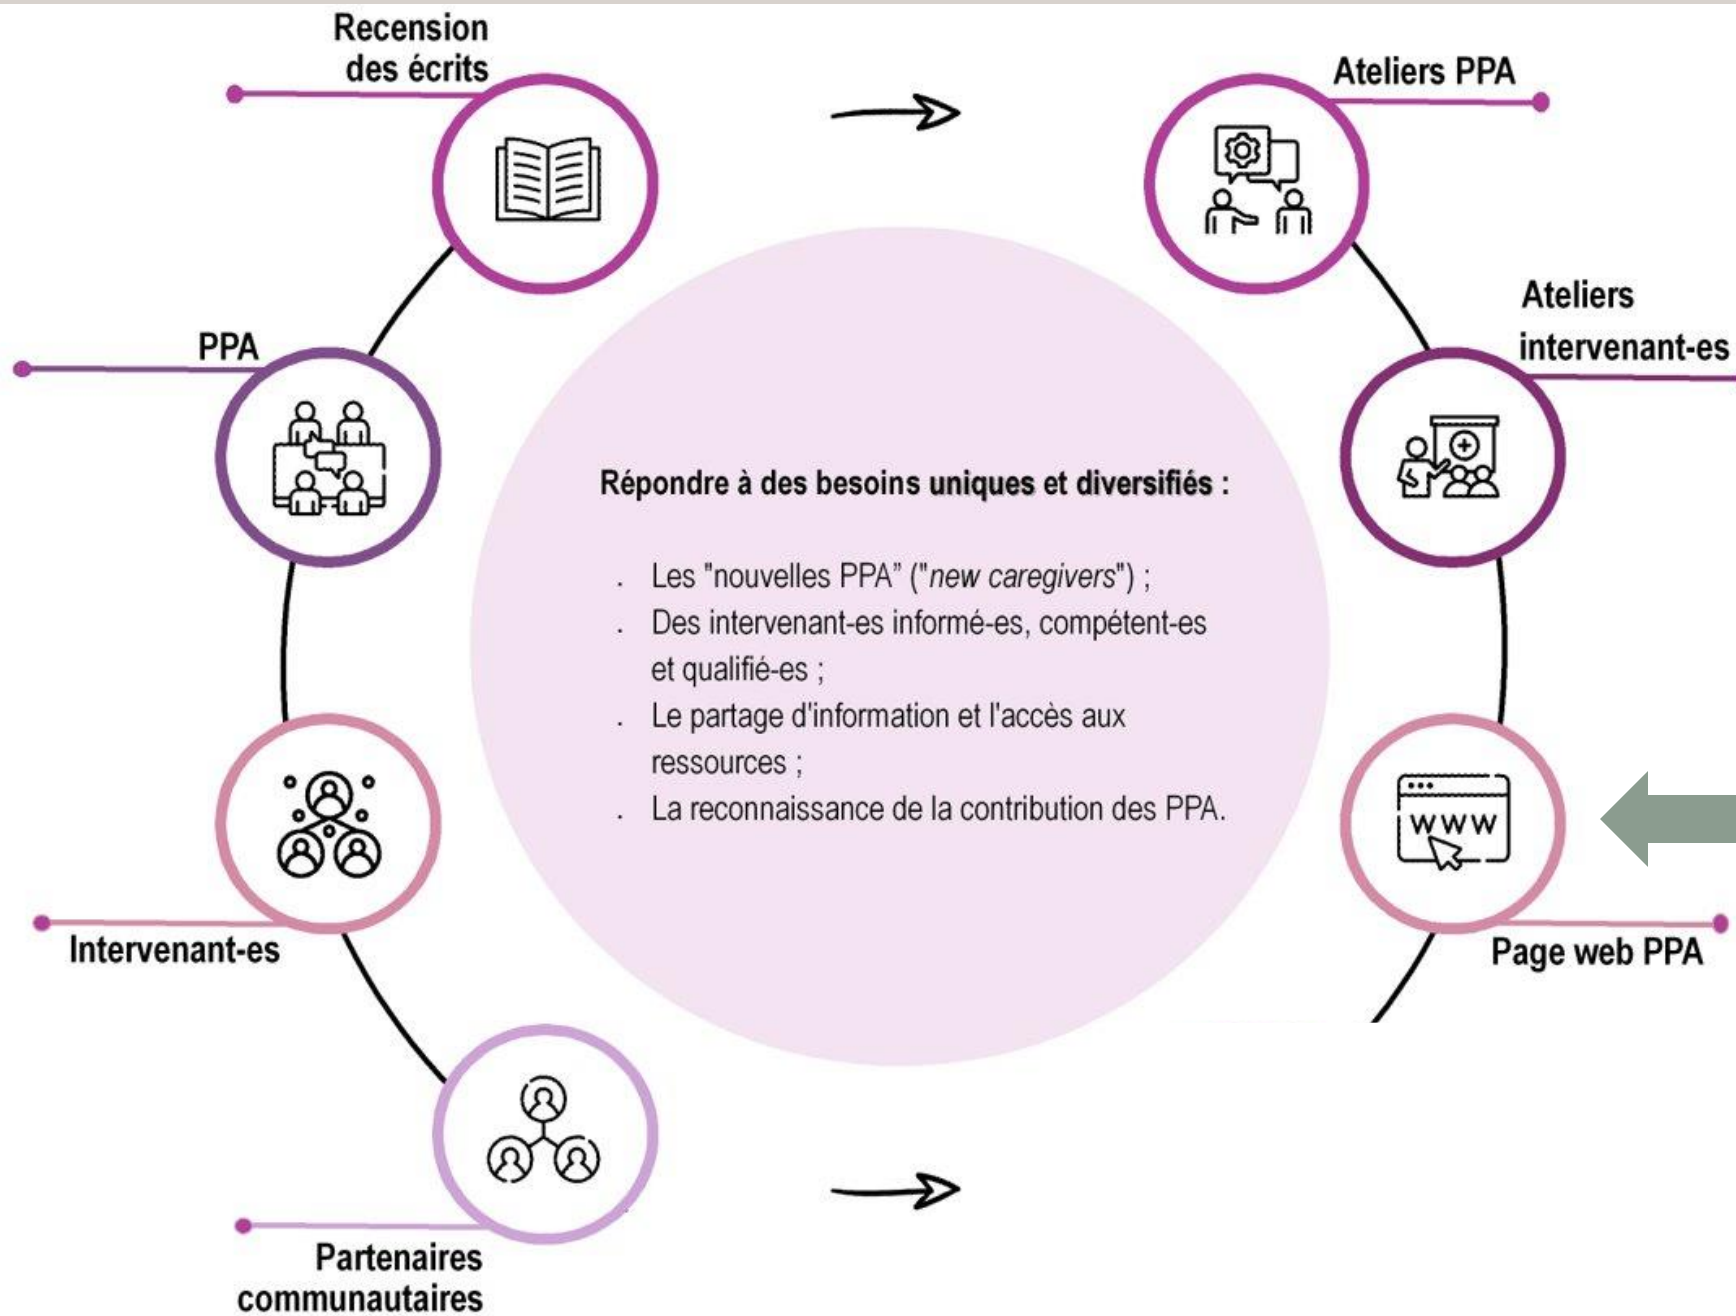 Recension
des écrits
PPA
Intervenant-es
Partenaires
communautaires
Répondre à des besoins uniques et diversifiés :
. Les "nouvelles PPA” ("new caregivers") ;
. Des intervenant-es informé-es, compétent-es
et qualifié-es ;
. Le partage d'information et l'accès aux
ressources ;
. La reconnaissance de la contribution des PPA.
Ateliers PPA
Ateliers
intervenant-es
WWW
Page web PPA